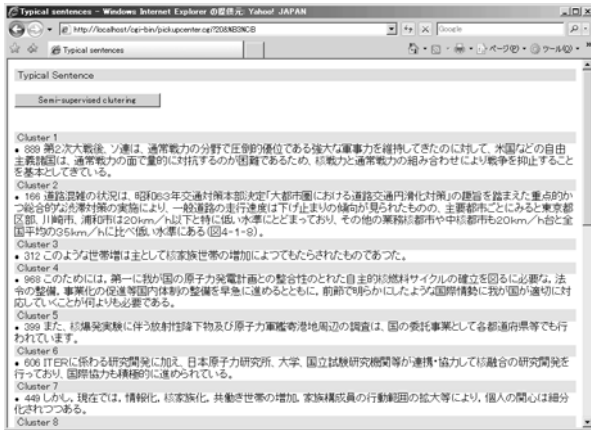 Typical sentences - Windows Internet Explorer の提供元: Yahoo! JAPAN
http://localhost/cgi-bin/pickupcenter.cgi?20&%B3%CB
Google
Typical sentences
ページ(P)
ツール(O)
Typical Sentence
Semi-supervised clutering
Cluster 1
• 889 第2次大戦後、ソ連は、通常戦力の分野で圧倒的優位である強大な軍事力を維持してきたのに対して、米国などの自由
主義諸国は、通常戦力の面で量的に対抗するのが困難であるため、核戦力と通常戦力の組み合わせにより戦争を抑止すること
を基本としてきている。
Cluster 2
• 166 道路混雑の状況は、昭和63年交通対策本部決定「大都市圏における道路交通円滑化対策」の趣旨を踏まえた重点的か
つ総合的な渋滞対策の実施により、一般道路の走行速度は下げ止まりの傾向が見られたものの、主要都市ごとにみると東京都
区部、川崎市、浦和市は20km／h以下と特に低い水準にとどまっており、その他の業務核都市や中核都市も20km／h台と全
国平均の35km／hに比べ低い水準にある(図4-1-8)。
Cluster 3
• 312 このような世帯増は主として核家族世帯の増加によつてもたらされたものであつた。
Cluster 4
• 968 このためには、第一に我が国の原子力発電計画との整合性のとれた自主的核燃料サイクルの確立を図るに必要な、法
令の整備、事業化の促進等国内体制の整備を早急に進めるとともに、前節で明らかにしたような国際情勢に我が国が適切に対
応していくことが何よりも必要である。
Cluster 5
• 399 また、核爆発実験に伴う放射性降下物及び原子力軍艦寄港地周辺の調査は、国の委託事業として各都道府県等でも行
われています。
Cluster 6
• 606 ITERに係わる研究開発に加え、日本原子力研究所、大学、国立試験研究機関等が連携・協力して核融合の研究開発を
行っており、国際協力も積極的に進められている。
Cluster 7
• 449 しかし、現在では、情報化、核家族化、共働き世帯の増加、家族構成員の行動範囲の拡大等により、個人の関心は細分
化されつつある。
Cluster 8